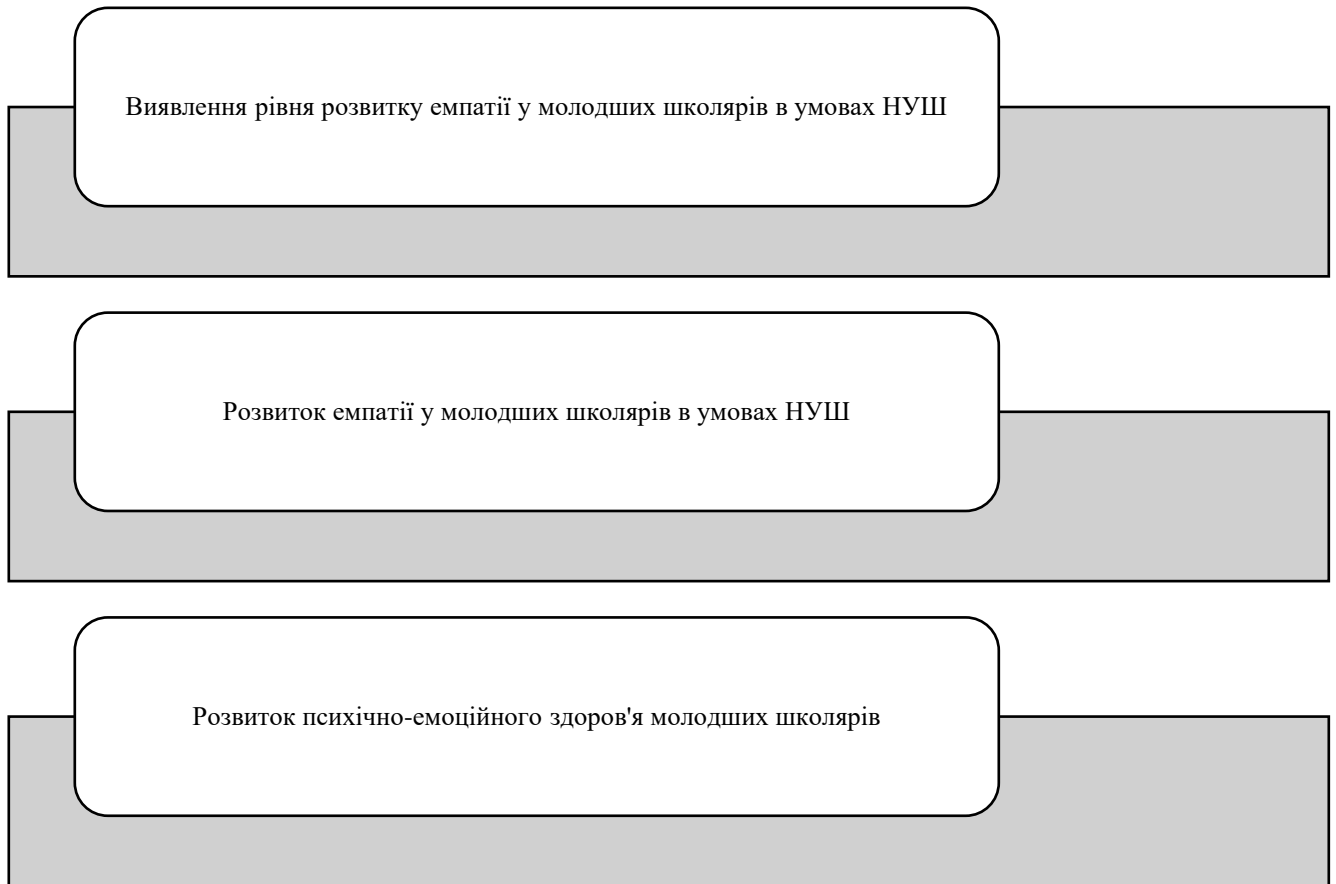 Виявлення рівня розвитку емпатії у молодших школярів в умовах НУШ
Розвиток емпатії у молодших школярів в умовах НУШ
Розвиток психічно-емоційного здоров'я молодших школярів